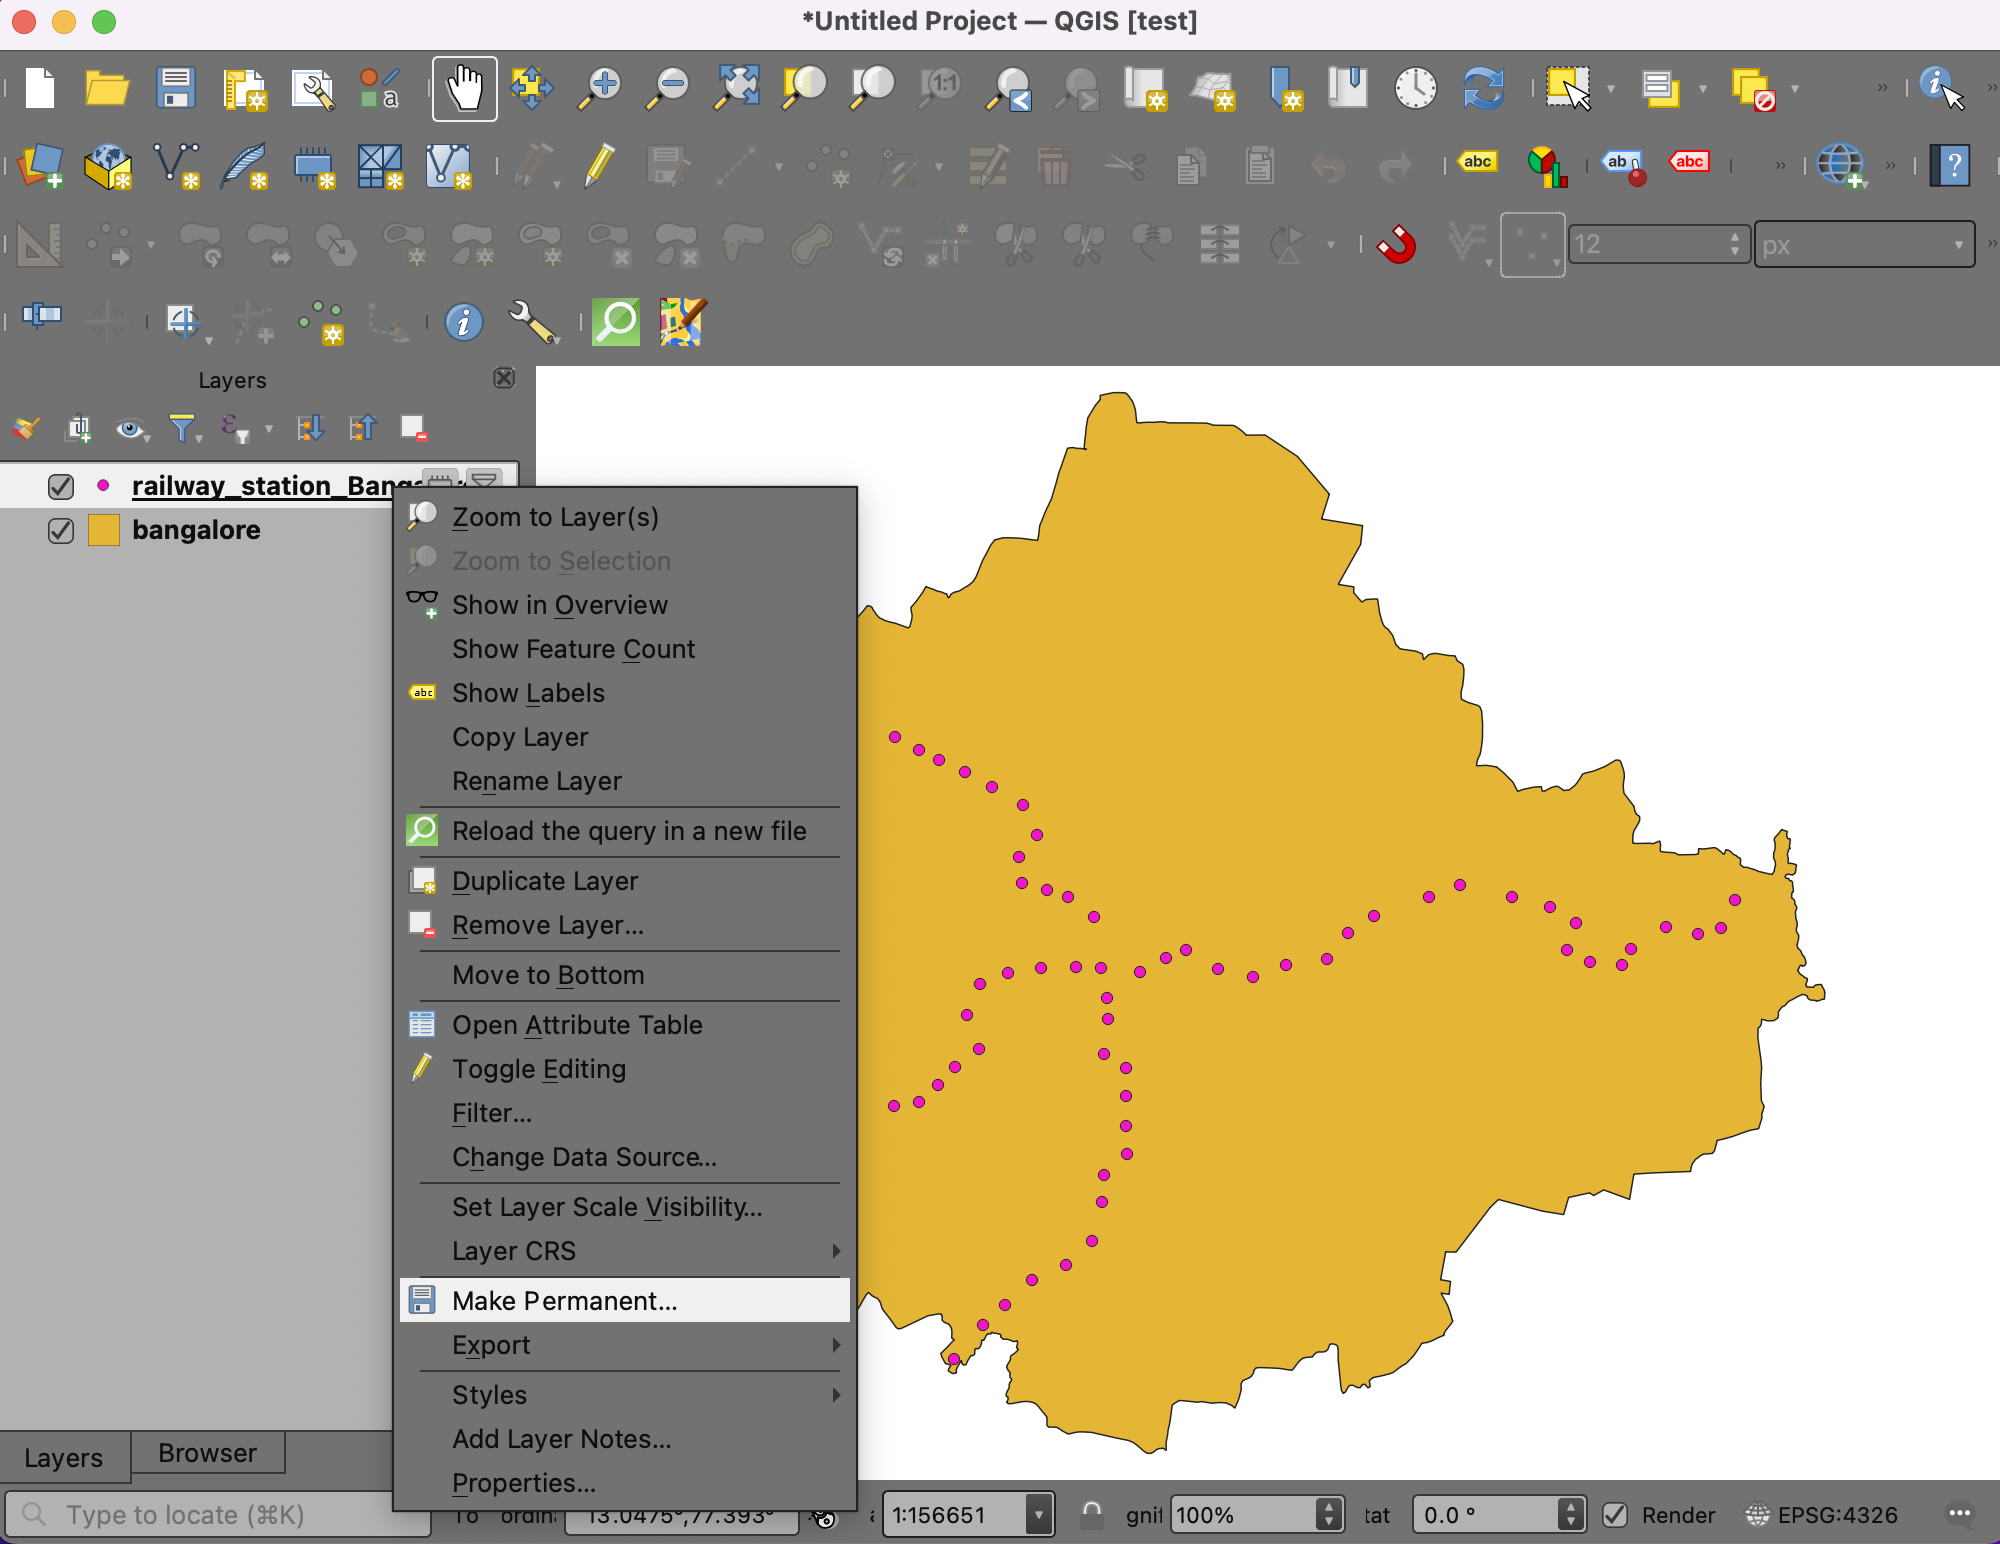 *Untitled Project — QGIS [test]
a
1:1
abc
ab
abc
?
12
px
Layers
railway_station_Banga
bangalore
Zoom to Layer(s)
Zoom to Selection
Show in Overview
Show Feature Count
abc Show Labels
Copy Layer
Rename Layer
Reload the query in a new file
Duplicate Layer
Remove Layer...
Move to Bottom
Open Attribute Table
Toggle Editing
Filter...
Change Data Source...
Set Layer Scale Visibility...
Layer CRS
Make Permanent...
Export
Styles
Add Layer Notes...
Properties...
Layers
Browser
Type to locate (⌘K)
ordin
13.0475°,77.393°
1:156651
gnif
100%
tat
0.0 °
Render
EPSG:4326